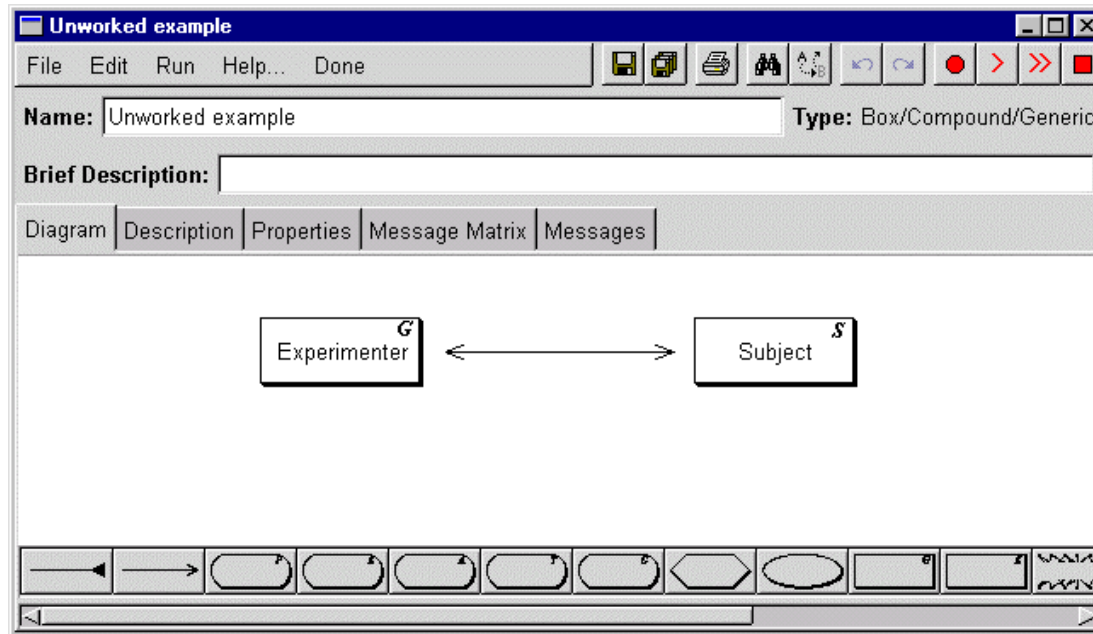 Unworked example
File Edit Run Help... Done
Name: Unworked example Type: Box/Compound/Generic
Brief Description:
Diagram Description Properties Message Matrix Messages
G S
Experimenter Subject